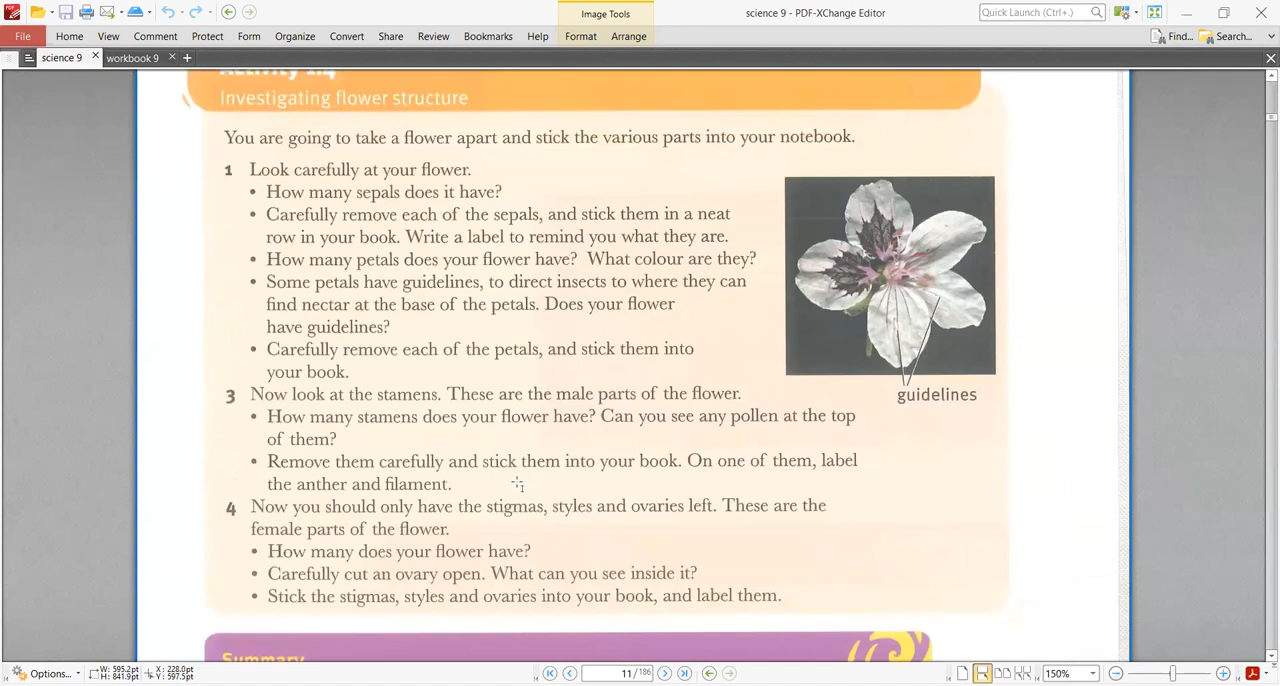 science 9 - PDF-XChange Editor
Image Tools
Quick Launch (Ctrl+.)
File Home View Comment Protect Form Organize Convert Share Review Bookmarks Help Format Arrange Find... Search...
science 9 workbook 9
Activity 1.4
Investigating flower structure
You are going to take a flower apart and stick the various parts into your notebook.
1 Look carefully at your flower.
• How many sepals does it have?
• Carefully remove each of the sepals, and stick them in a neat
row in your book. Write a label to remind you what they are.
• How many petals does your flower have? What colour are they?
• Some petals have guidelines, to direct insects to where they can
find nectar at the base of the petals. Does your flower
have guidelines?
• Carefully remove each of the petals, and stick them into
your book.
guidelines
3 Now look at the stamens. These are the male parts of the flower.
• How many stamens does your flower have? Can you see any pollen at the top
of them?
• Remove them carefully and stick them into your book. On one of them, label
the anther and filament.
4 Now you should only have the stigmas, styles and ovaries left. These are the
female parts of the flower.
• How many does your flower have?
• Carefully cut an ovary open. What can you see inside it?
• Stick the stigmas, styles and ovaries into your book, and label them.
Summary
Options... W: 595.2pt X: 228.0pt 11 / 186 150%
H: 841.9pt Y: 597.5pt